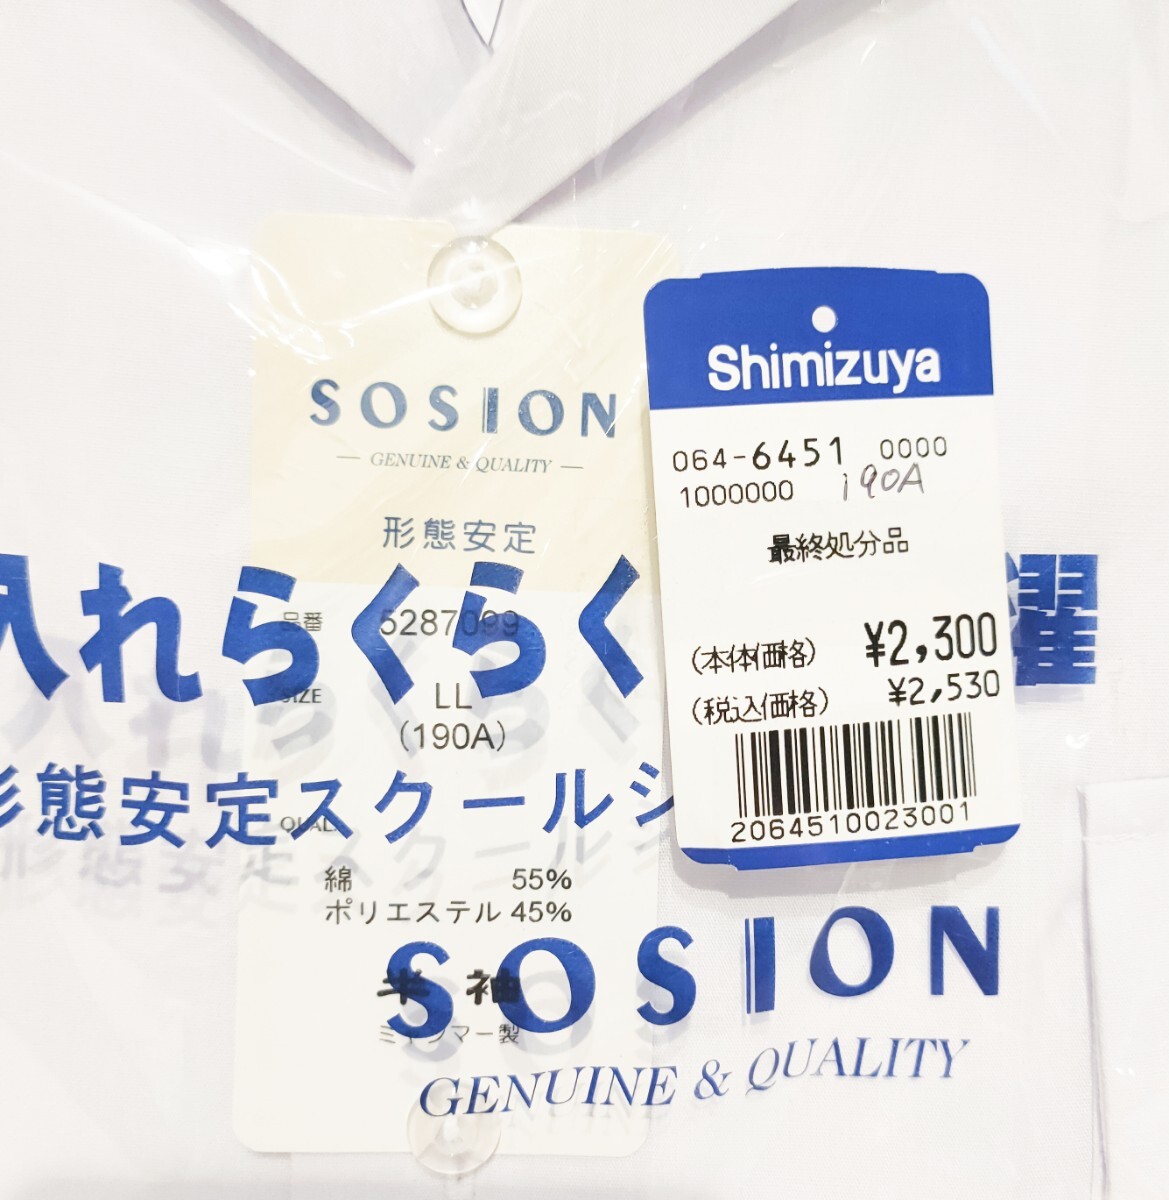 SOSION
GENUINE & QUALITY
形態安定
品番 5287099
SIZE LL
(190A)
綿 55%
ポリエステル 45%
半袖
ミャンマー製
Shimizuya
064-6451 0000
1000000 190A
最終処分品
(本体価格) ¥2,300
(税込価格) ¥2,530
2064510023001
入れらくらく 濯
形態安定スクールシ
SOSION
GENUINE & QUALITY